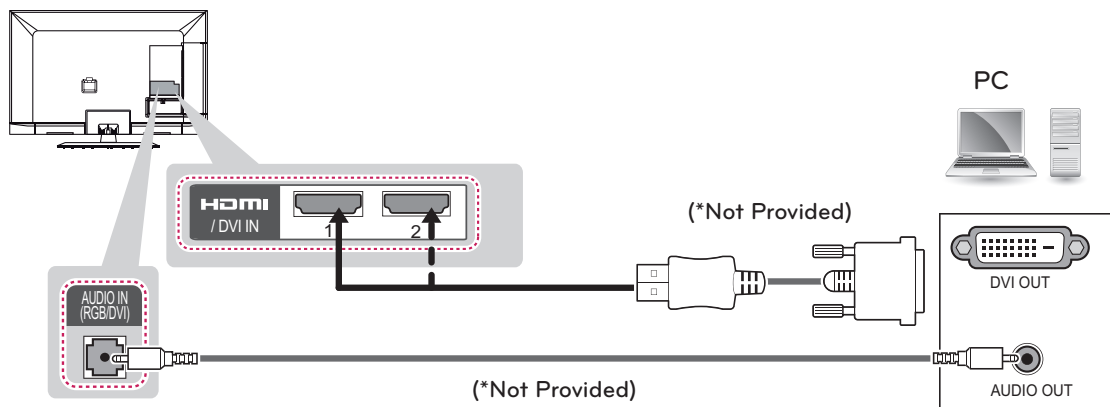 PC
HDMI
/ DVI IN
1
2
(*Not Provided)
DVI OUT
AUDIO IN
(RGB/DVI)
(*Not Provided)
AUDIO OUT